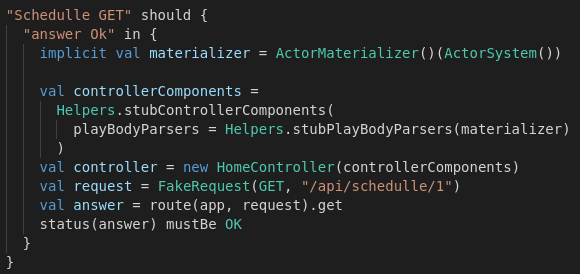 "Schedulle GET" should {
"answer Ok" in {
implicit val materializer = ActorMaterializer()(ActorSystem())
val controllerComponents =
Helpers.stubControllerComponents(
playBodyParsers = Helpers.stubPlayBodyParsers(materializer)
)
val controller = new HomeController(controllerComponents)
val request = FakeRequest(GET, "/api/schedulle/1")
val answer = route(app, request).get
status(answer) mustBe OK
}
}